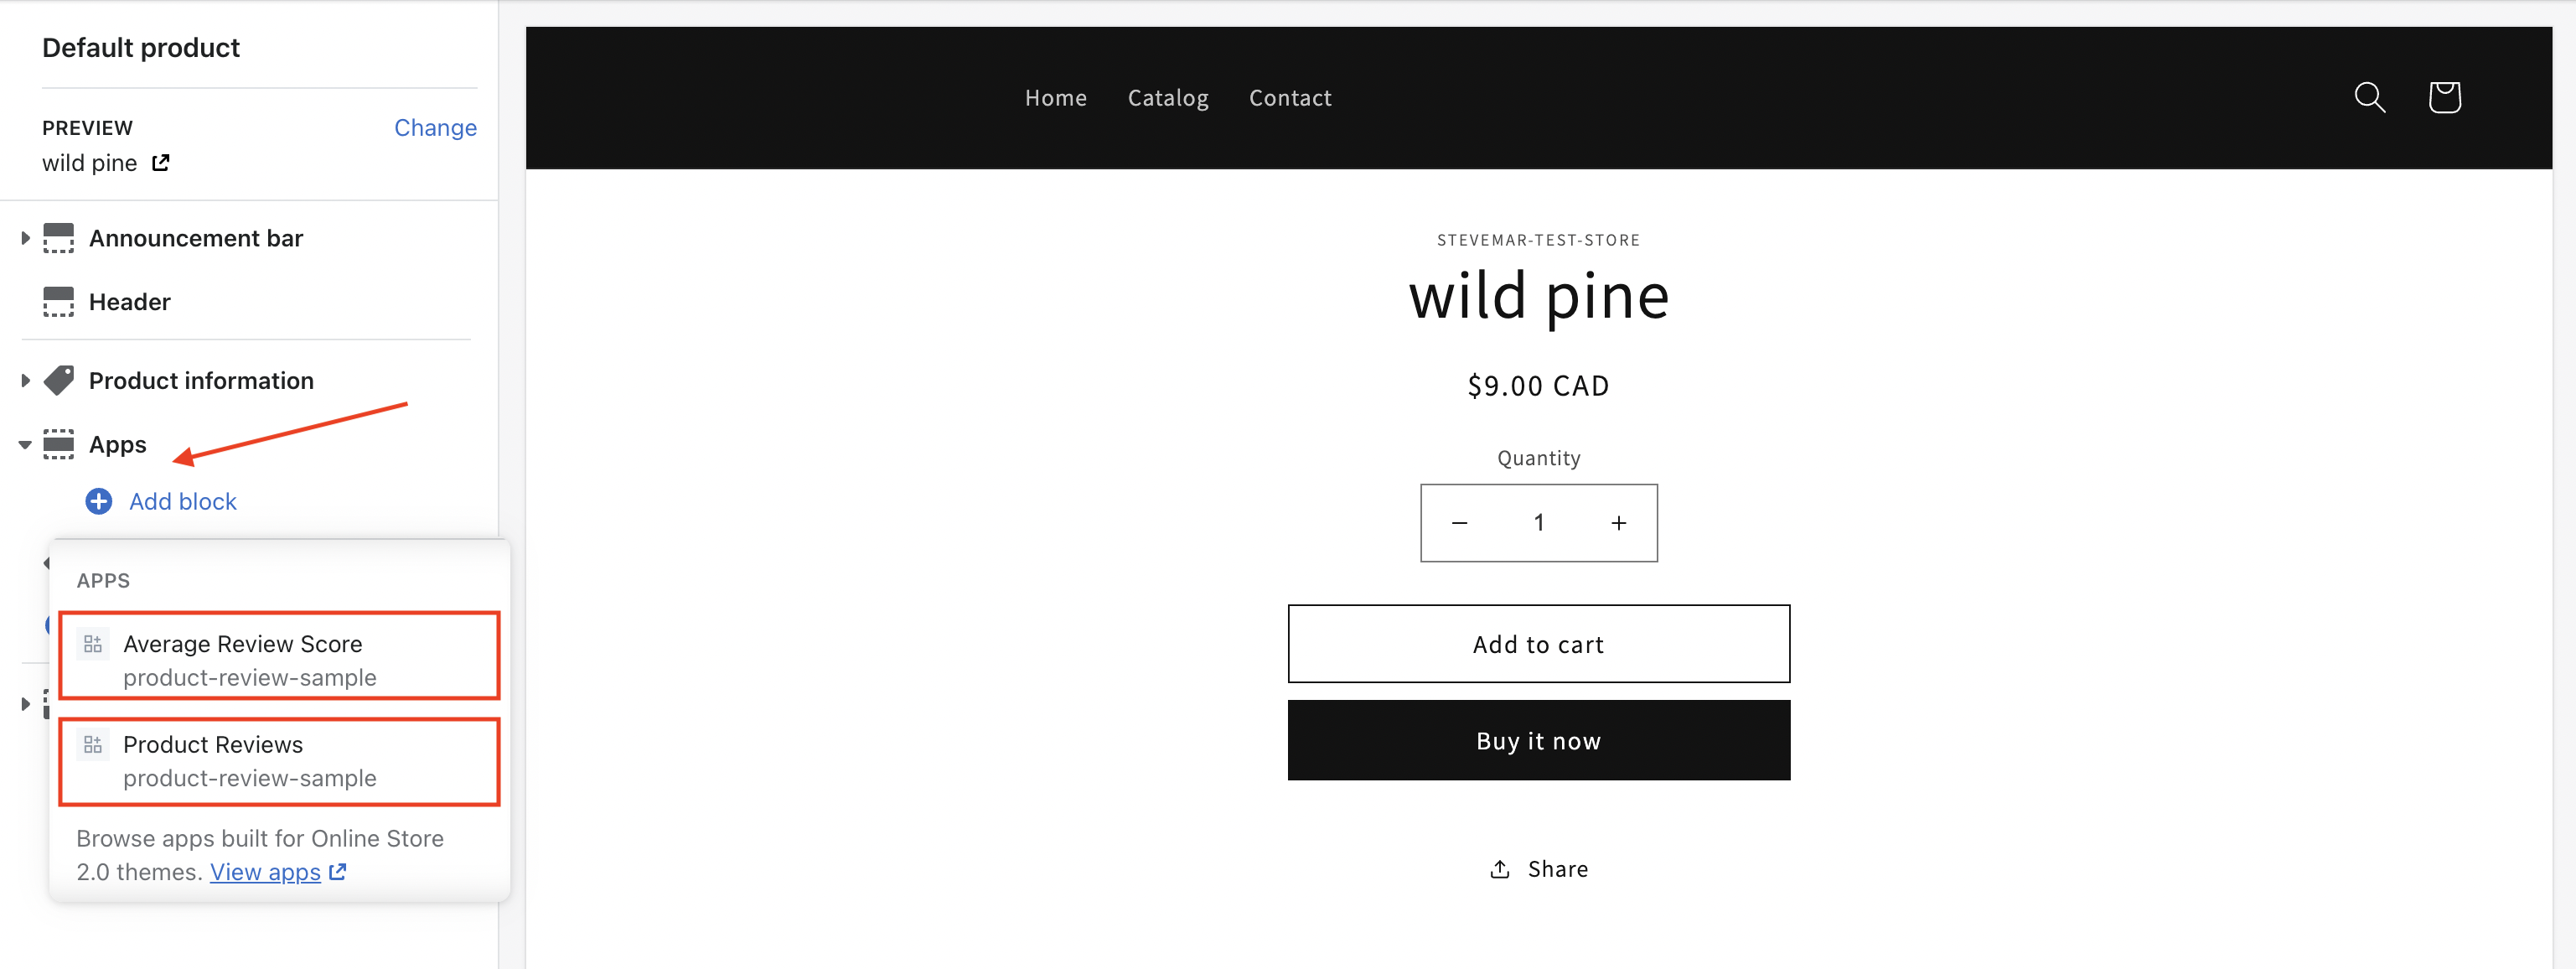 Default product
PREVIEW
Change
wild pine
Announcement bar
Header
Product information
Apps
Add block
APPS
Average Review Score
product-review-sample
Product Reviews
product-review-sample
Browse apps built for Online Store
2.0 themes. View apps
Home Catalog Contact
STEVEMAR-TEST-STORE
wild pine
$9.00 CAD
Quantity
− 1 +
Add to cart
Buy it now
Share